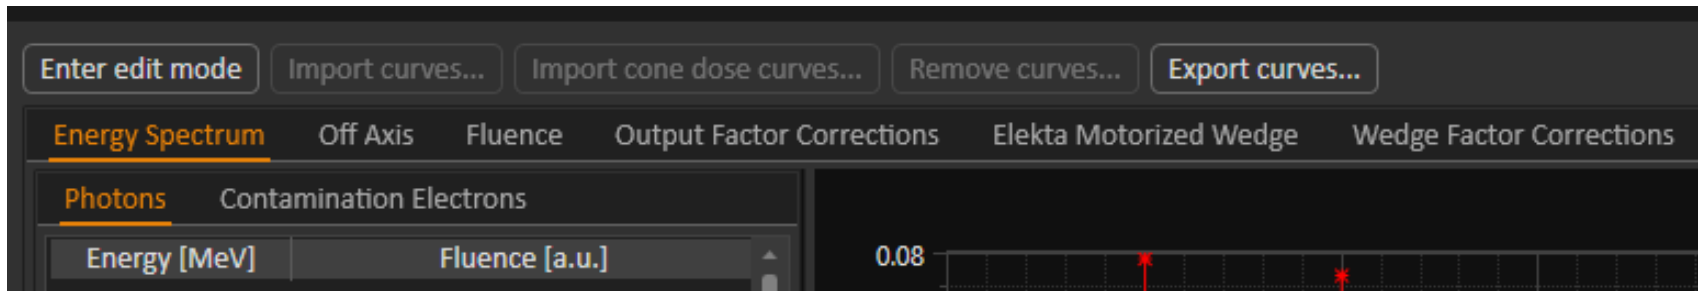 Enter edit mode Import curves... Import cone dose curves... Remove curves... Export curves...
Energy Spectrum Off Axis Fluence Output Factor Corrections Elekta Motorized Wedge Wedge Factor Corrections
Photons Contamination Electrons
Energy [MeV] Fluence [a.u.] 0.08